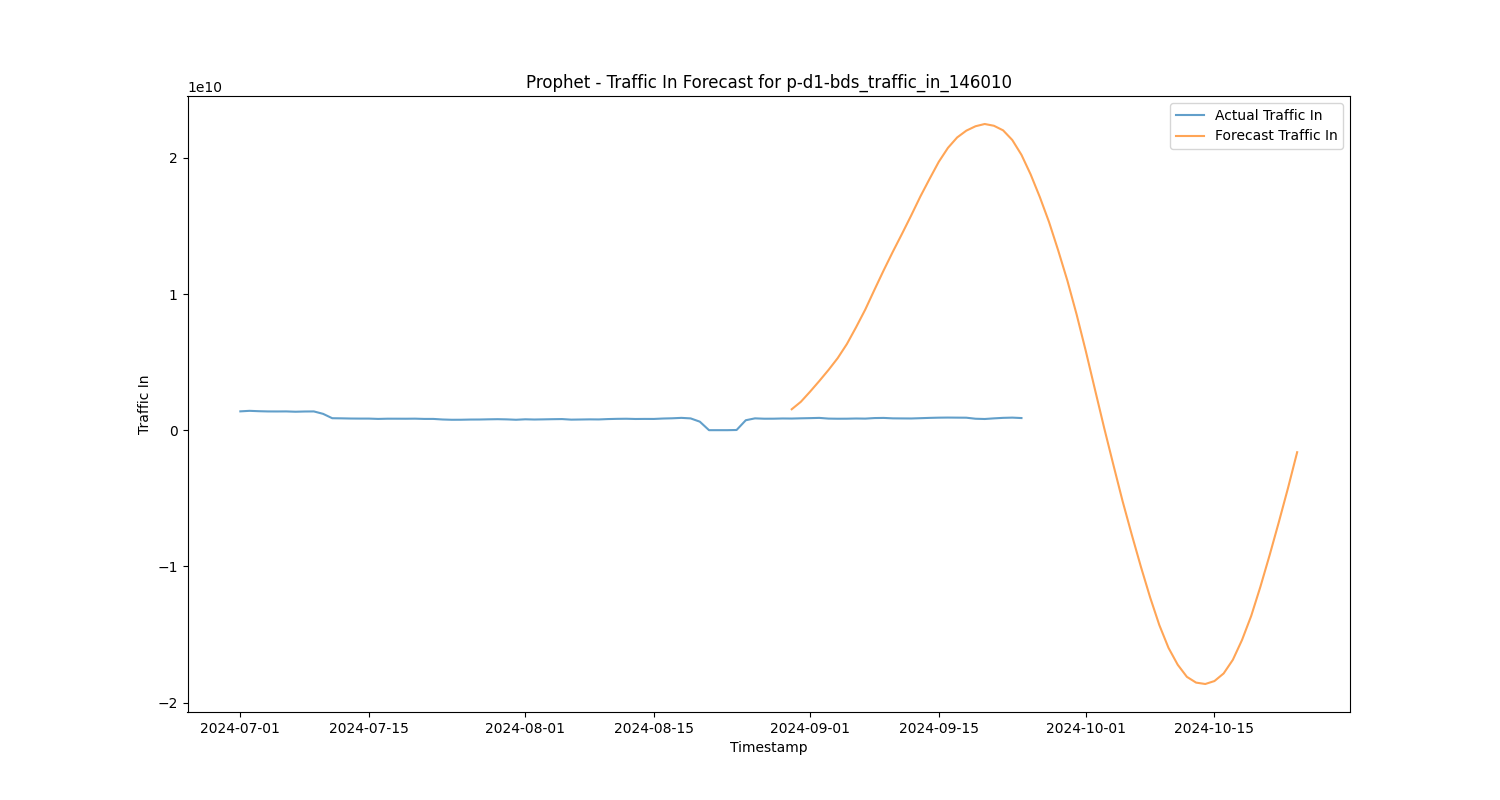 Prophet - Traffic In Forecast for p-d1-bds_traffic_in_146010
1e10
Actual Traffic In
Forecast Traffic In
2
1
0
−1
−2
Traffic In
2024-07-01 2024-07-15 2024-08-01 2024-08-15 2024-09-01 2024-09-15 2024-10-01 2024-10-15
Timestamp